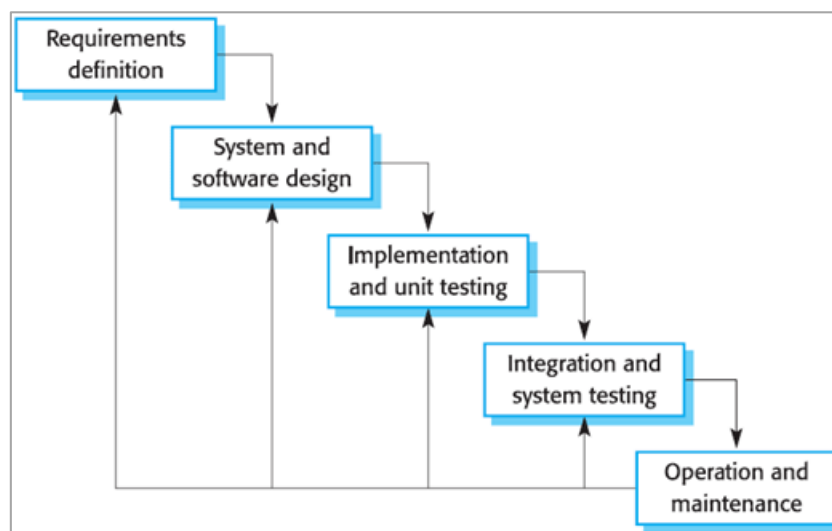 Requirements
definition
System and
software design
Implementation
and unit testing
Integration and
system testing
Operation and
maintenance